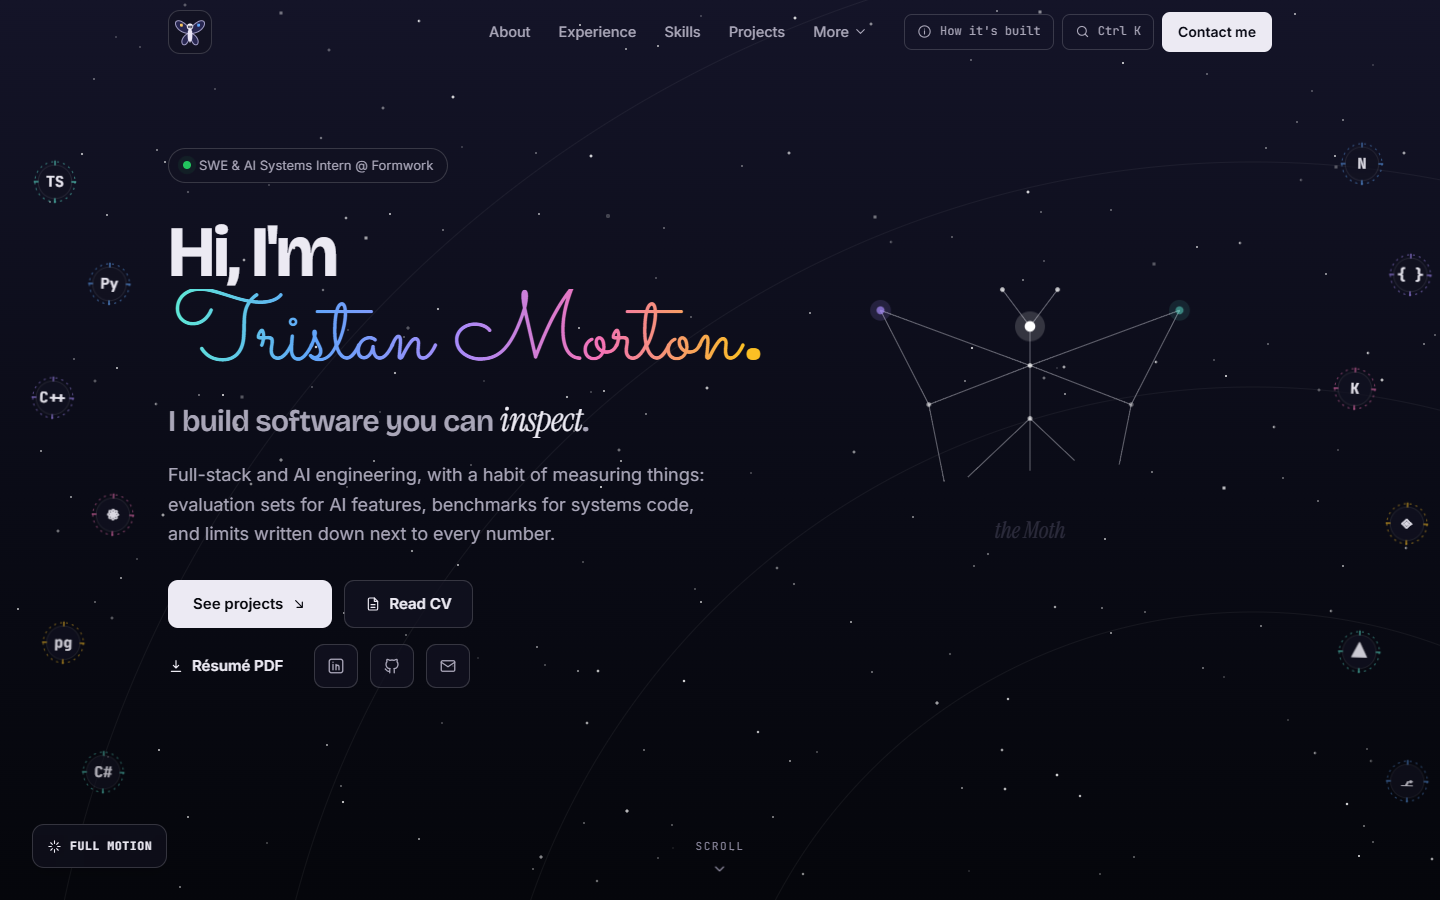 About
Experience
Skills
Projects
More
How it's built
Ctrl K
Contact me
SWE & AI Systems Intern @ Formwork
Hi, I'm
Tristan Morton.
I build software you can inspect.
Full-stack and AI engineering, with a habit of measuring things:
evaluation sets for AI features, benchmarks for systems code,
and limits written down next to every number.
See projects
Read CV
Résumé PDF
in
TS
Py
C++
pg
C#
N
{ }
K
the Moth
FULL MOTION
SCROLL